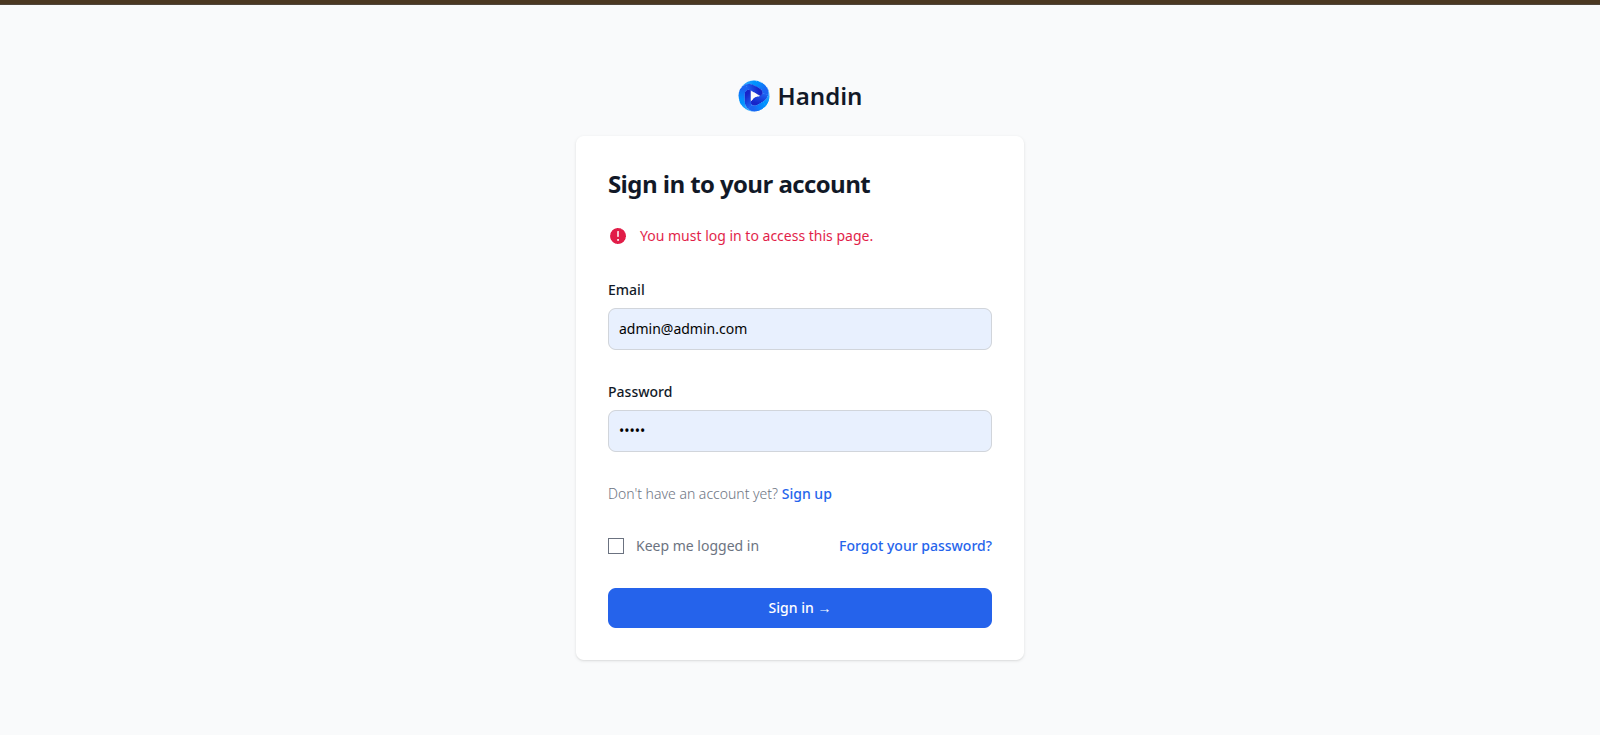 Handin
Sign in to your account
You must log in to access this page.
Email
admin@admin.com
Password
•••••
Don't have an account yet? Sign up
Keep me logged in
Forgot your password?
Sign in →